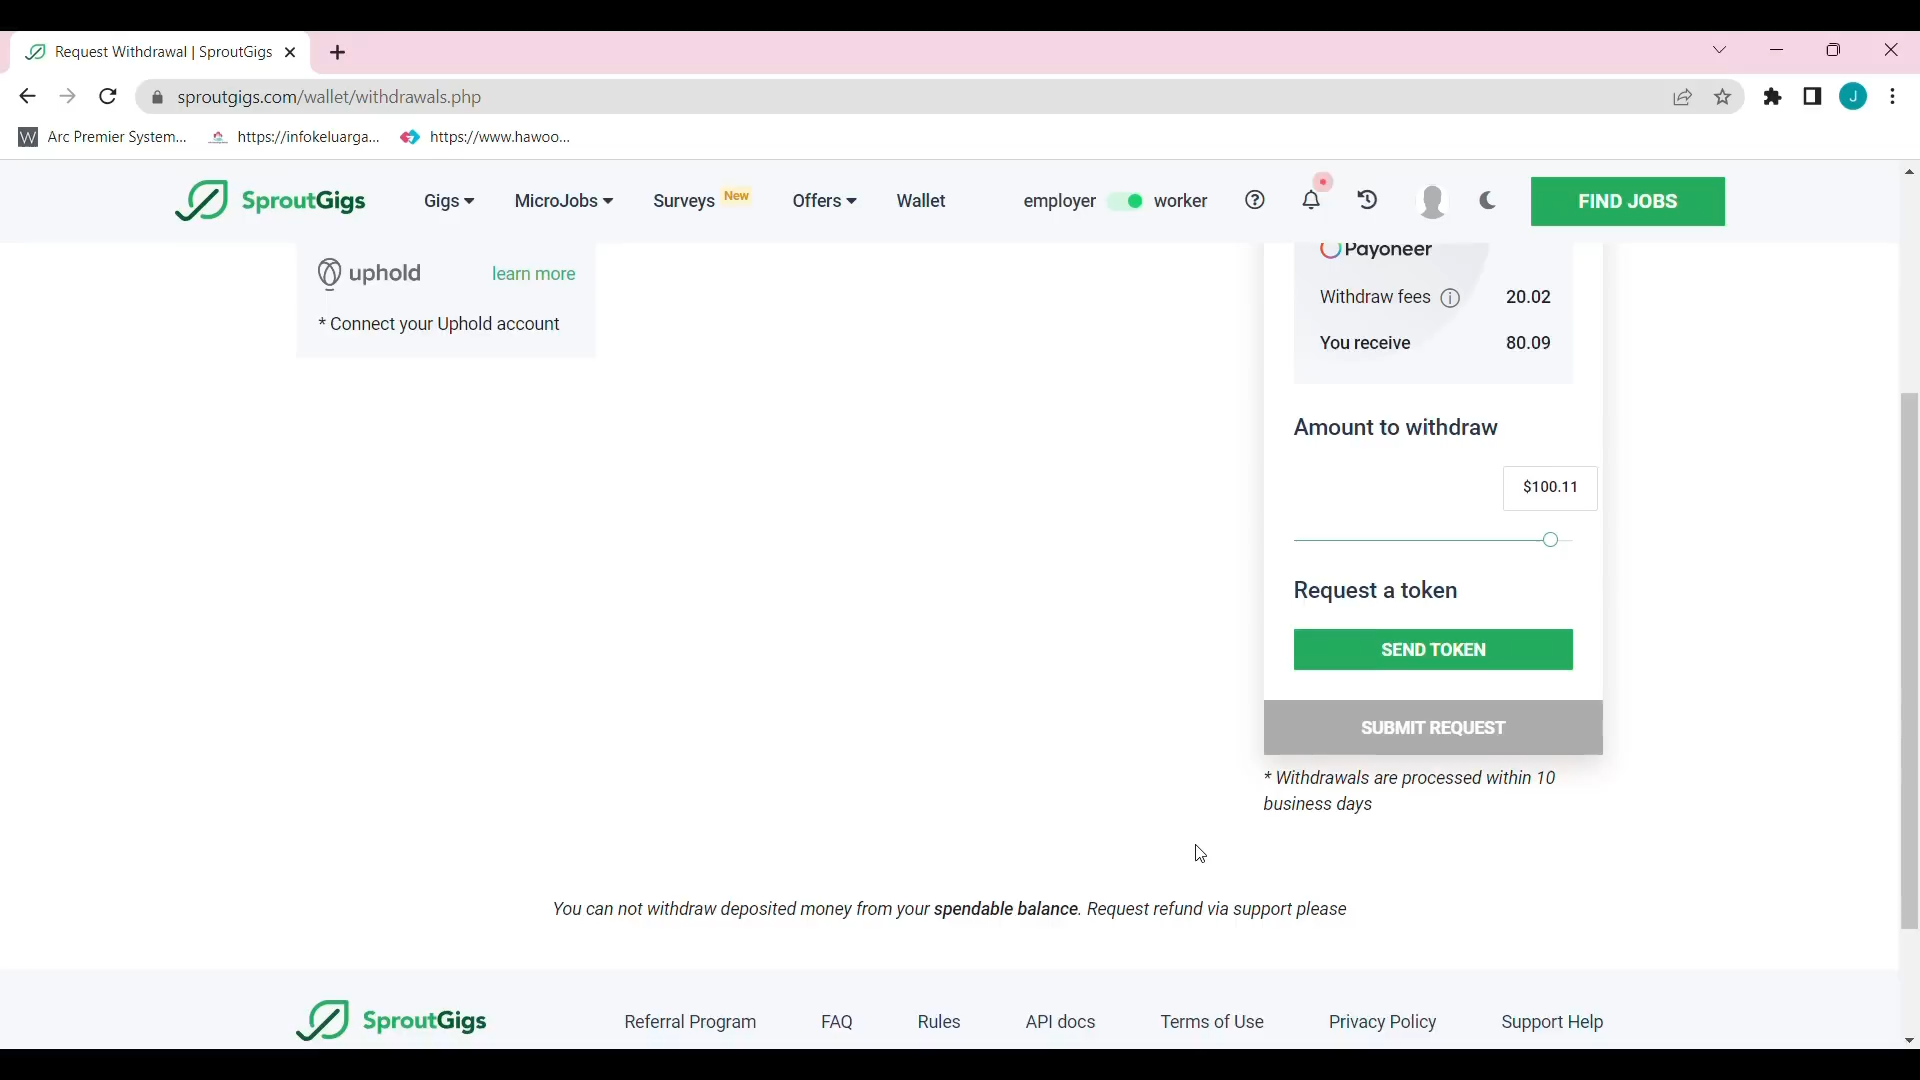 Request Withdrawal | SproutGigs
sproutgigs.com/wallet/withdrawals.php
J
Arc Premier System...
https://infokeluarga...
https://www.hawoo...
SproutGigs
Gigs
MicroJobs
Surveys New
Offers
Wallet
employer
worker
FIND JOBS
uphold
learn more
* Connect your Uphold account
Payoneer
Withdraw fees 20.02
You receive 80.09
Amount to withdraw
$100.11
Request a token
SEND TOKEN
SUBMIT REQUEST
* Withdrawals are processed within 10
business days
You can not withdraw deposited money from your spendable balance. Request refund via support please
SproutGigs
Referral Program
FAQ
Rules
API docs
Terms of Use
Privacy Policy
Support Help